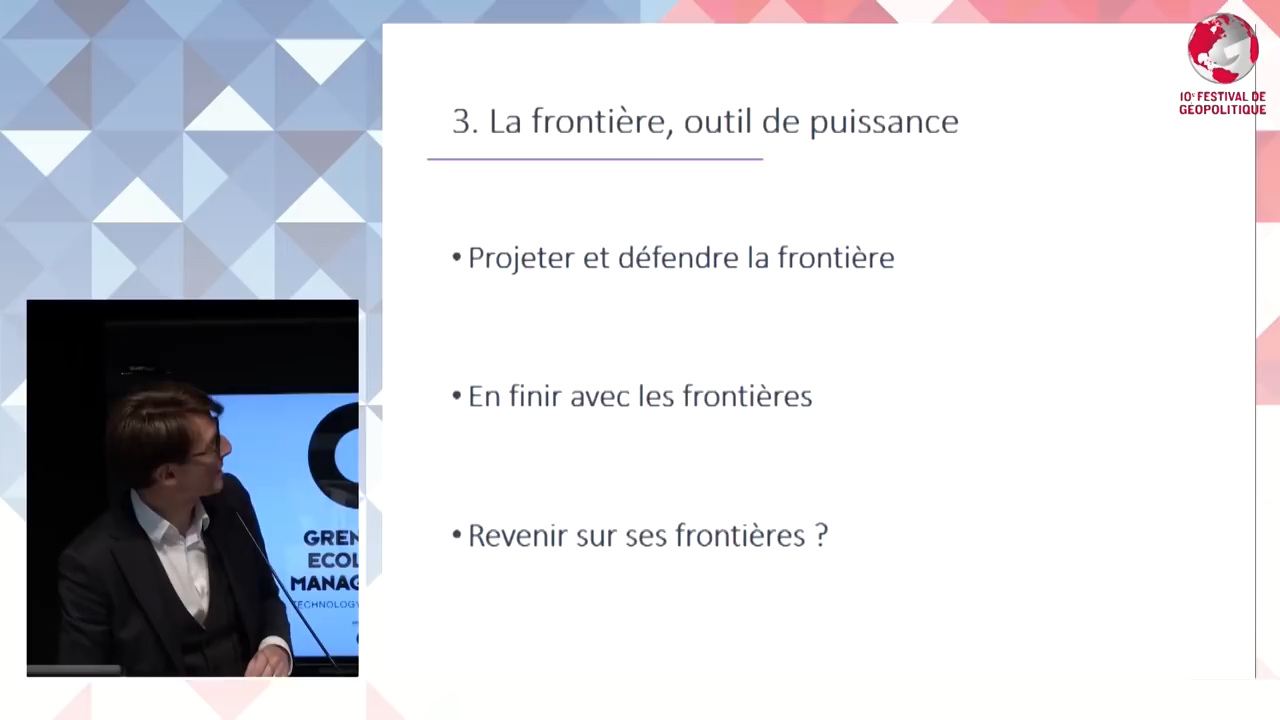 10e FESTIVAL DE
GÉOPOLITIQUE
3. La frontière, outil de puissance
• Projeter et défendre la frontière
• En finir avec les frontières
• Revenir sur ses frontières ?
GREN
ECOL
MANAG
TECHNOLOGY